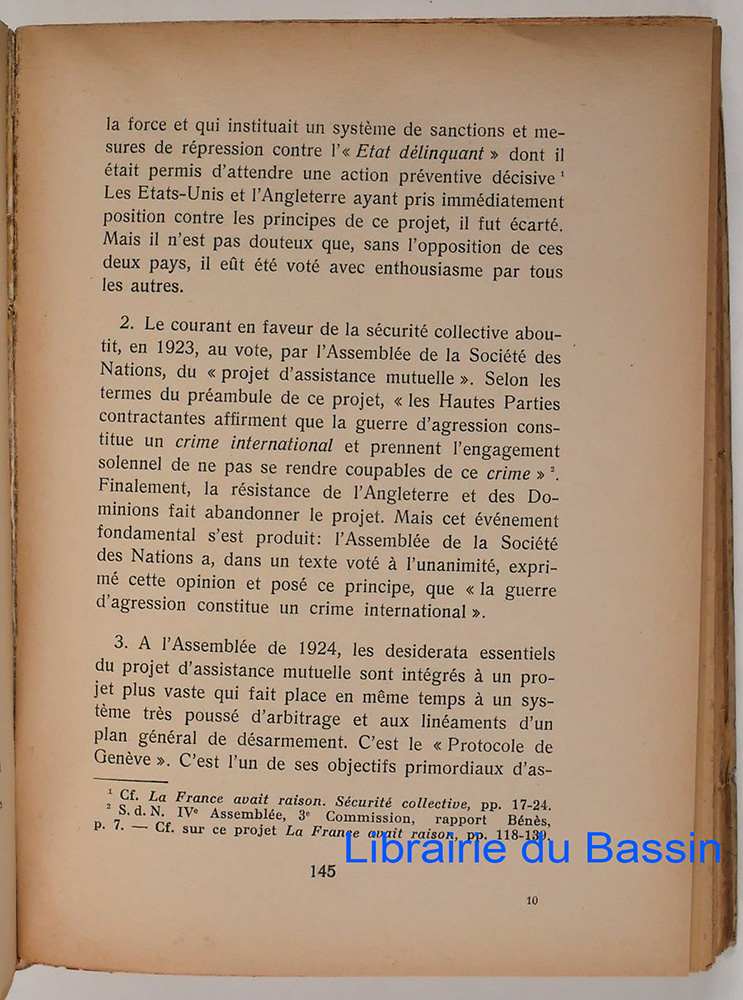 la force et qui instituait un système de sanctions et me-
sures de répression contre l'« Etat délinquant » dont il
était permis d'attendre une action préventive décisive ¹
Les Etats-Unis et l'Angleterre ayant pris immédiatement
position contre les principes de ce projet, il fut écarté.
Mais il n'est pas douteux que, sans l'opposition de ces
deux pays, il eût été voté avec enthousiasme par tous
les autres.
2. Le courant en faveur de la sécurité collective abou-
tit, en 1923, au vote, par l'Assemblée de la Société des
Nations, du « projet d'assistance mutuelle ». Selon les
termes du préambule de ce projet, « les Hautes Parties
contractantes affirment que la guerre d'agression cons-
titue un crime international et prennent l'engagement
solennel de ne pas se rendre coupables de ce crime » ².
Finalement, la résistance de l'Angleterre et des Do-
minions fait abandonner le projet. Mais cet événement
fondamental s'est produit: l'Assemblée de la Société
des Nations a, dans un texte voté à l'unanimité, expri-
mé cette opinion et posé ce principe, que « la guerre
d'agression constitue un crime international ».
3. A l'Assemblée de 1924, les desiderata essentiels
du projet d'assistance mutuelle sont intégrés à un pro-
jet plus vaste qui fait place en même temps à un sys-
tème très poussé d'arbitrage et aux linéaments d'un
plan général de désarmement. C'est le « Protocole de
Genève ». C'est l'un de ses objectifs primordiaux d'as-
¹ Cf. La France avait raison. Sécurité collective, pp. 17-24.
² S. d. N. IVᵉ Assemblée, 3ᵉ Commission, rapport Bénès,
p. 7. — Cf. sur ce projet La France avait raison, pp. 118-139.
Librairie du Bassin
145
10